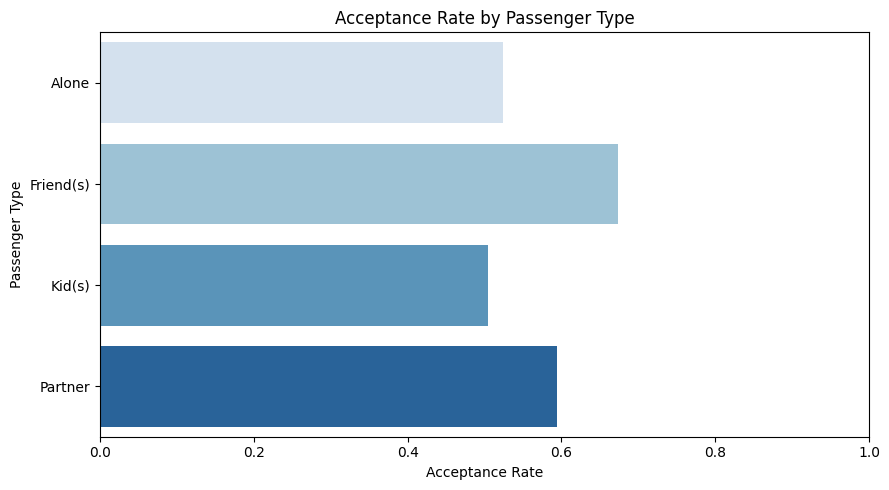 Acceptance Rate by Passenger Type
Passenger Type
Alone
Friend(s)
Kid(s)
Partner
0.0 0.2 0.4 0.6 0.8 1.0
Acceptance Rate